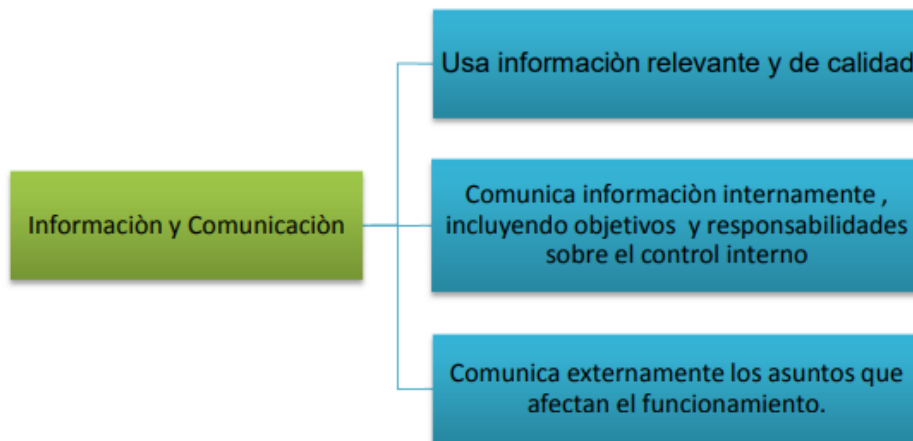 Usa informaciòn relevante y de calidad
Informaciòn y Comunicaciòn
Comunica informaciòn internamente ,
incluyendo objetivos y responsabilidades
sobre el control interno
Comunica externamente los asuntos que
afectan el funcionamiento.